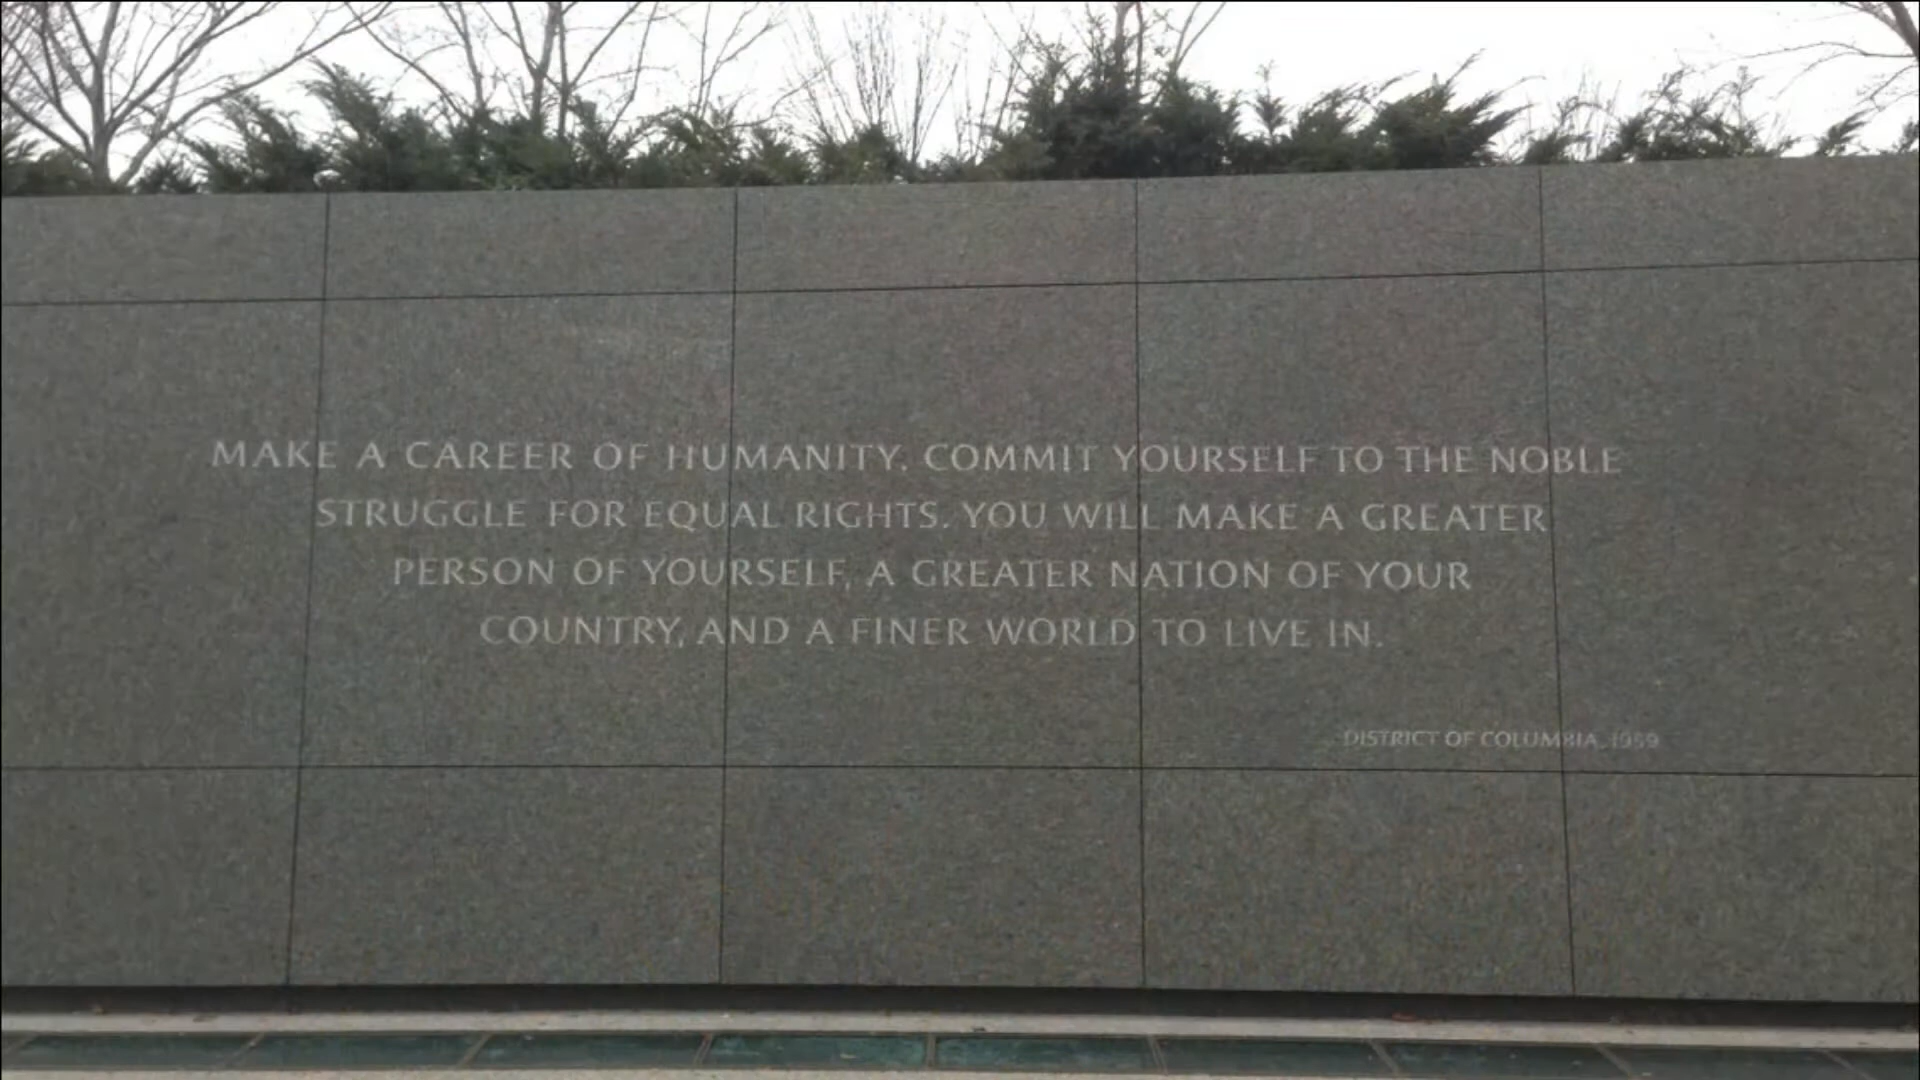 MAKE A CAREER OF HUMANITY. COMMIT YOURSELF TO THE NOBLE
STRUGGLE FOR EQUAL RIGHTS. YOU WILL MAKE A GREATER
PERSON OF YOURSELF, A GREATER NATION OF YOUR
COUNTRY, AND A FINER WORLD TO LIVE IN.
DISTRICT OF COLUMBIA, 1959